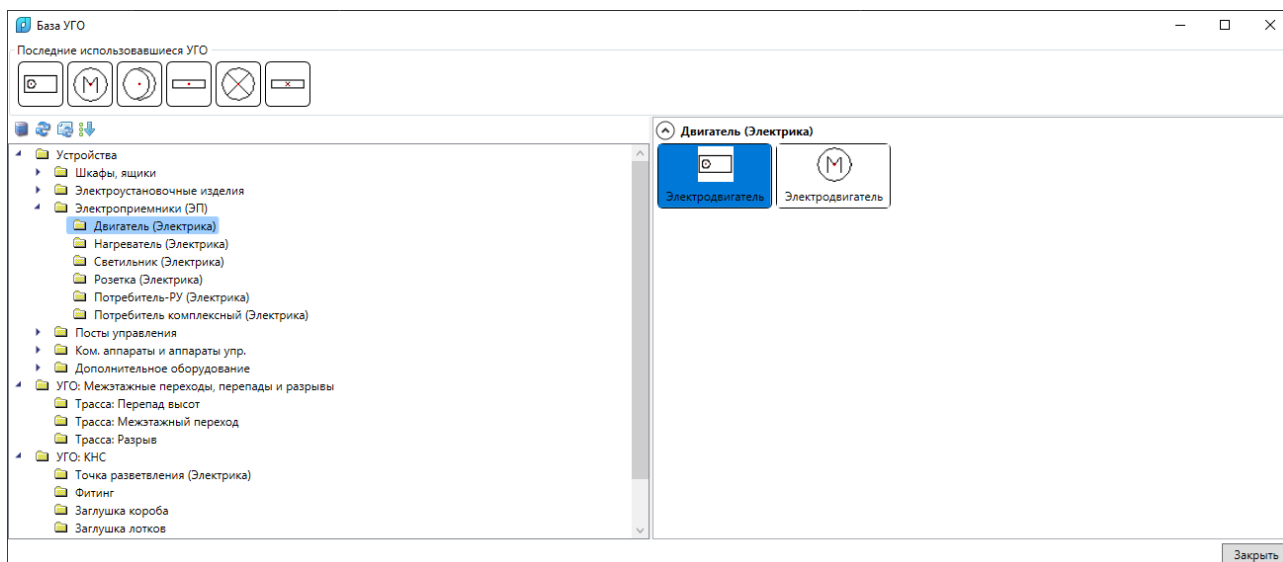 База УГО
Последние использовавшиеся УГО
M
Двигатель (Электрика)
Электродвигатель
M
Электродвигатель
Устройства
Шкафы, ящики
Электроустановочные изделия
Электроприемники (ЭП)
Двигатель (Электрика)
Нагреватель (Электрика)
Светильник (Электрика)
Розетка (Электрика)
Потребитель-РУ (Электрика)
Потребитель комплексный (Электрика)
Посты управления
Ком. аппараты и аппараты упр.
Дополнительное оборудование
УГО: Межэтажные переходы, перепады и разрывы
Трасса: Перепад высот
Трасса: Межэтажный переход
Трасса: Разрыв
УГО: КНС
Точка разветвления (Электрика)
Фитинг
Заглушка короба
Заглушка лотков
Закрыть